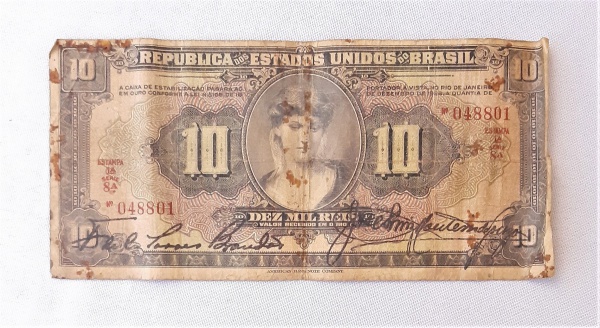 REPUBLICA DOS ESTADOS UNIDOS DO BRASIL
10
10
A CAIXA DE ESTABILIZAÇÃO PAGARÁ AO PORTADOR À VISTA, NO RIO DE JANEIRO
EM OURO CONFORME A LEI DE DEZEMBRO DE A QUANTIA DE
Nº 048801
10
10
ESTAMPA
1A
SERIE
8A
ESTAMPA
1A
SERIE
8A
Nº 048801
DEZ MIL REIS
VALOR RECEBIDO EM OURO
10
10
AMERICAN BANK NOTE COMPANY